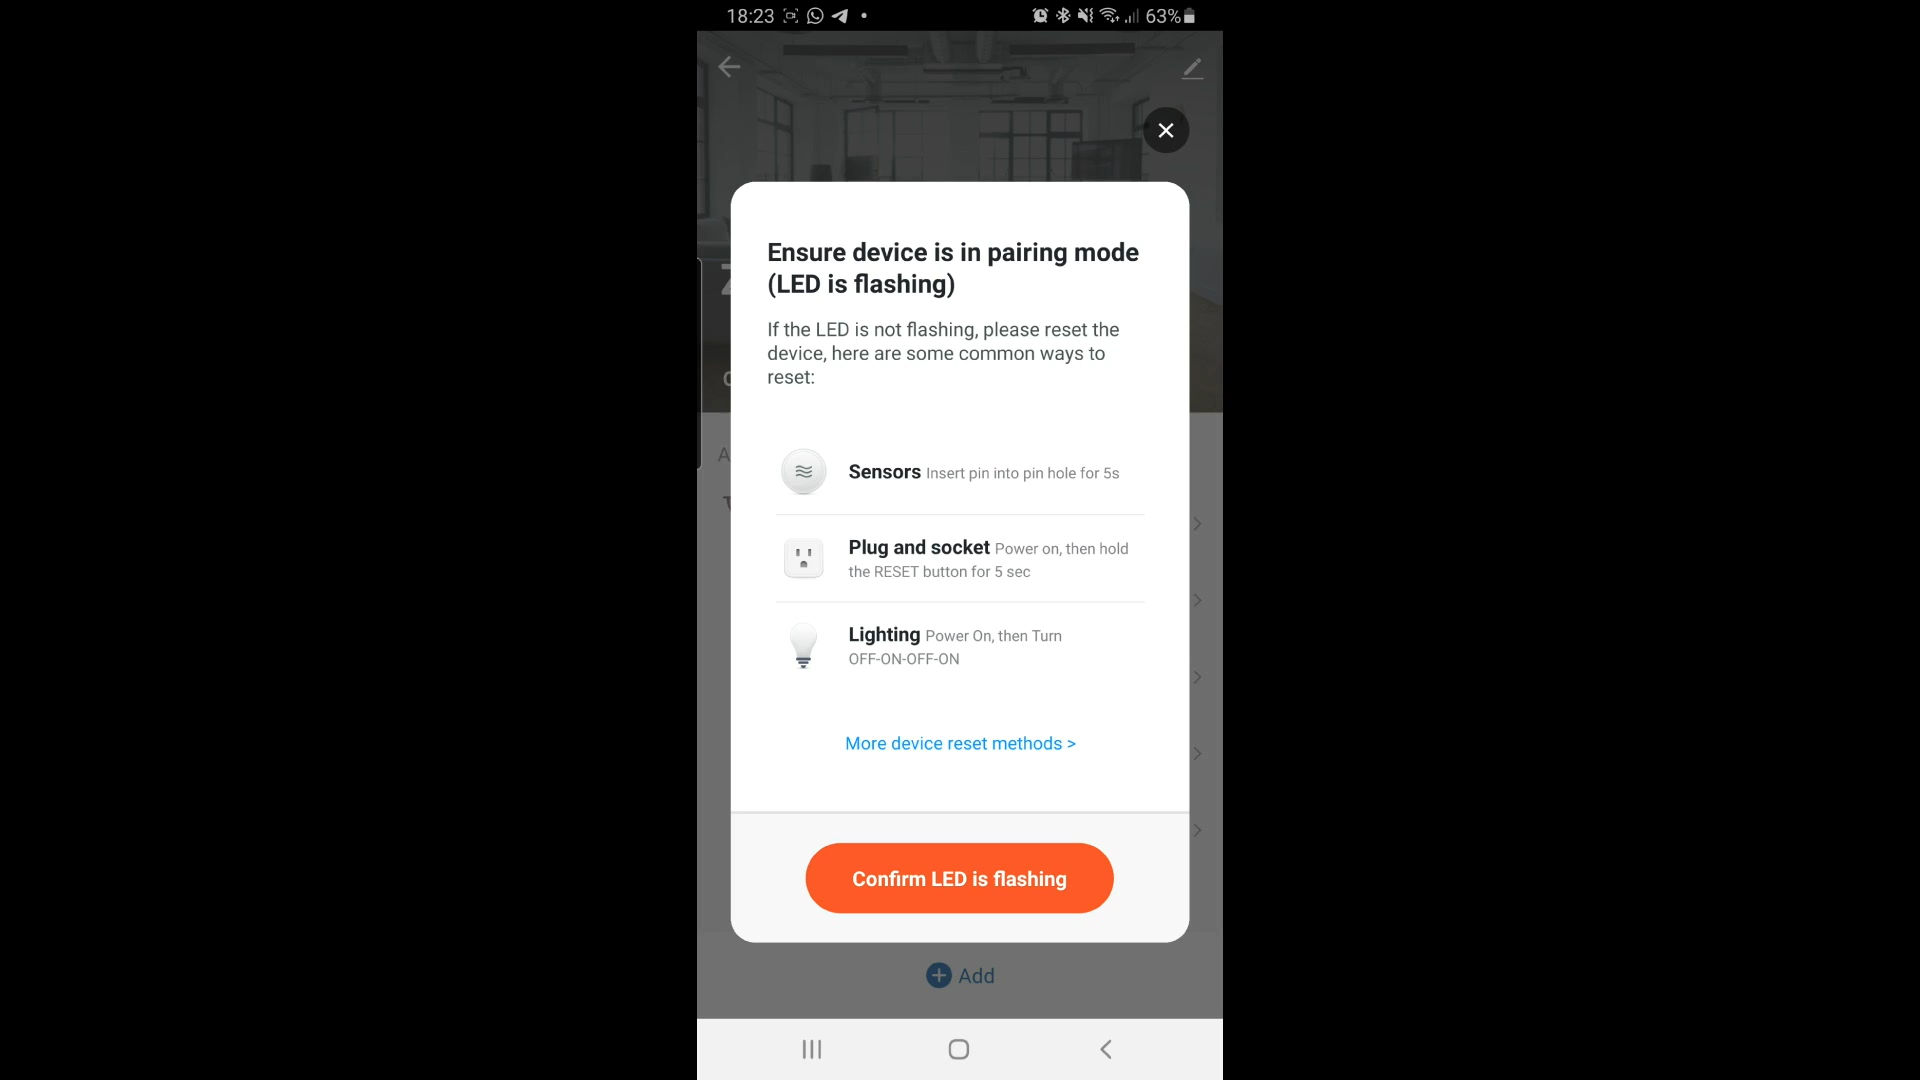 18:23
63%
Ensure device is in pairing mode
(LED is flashing)
If the LED is not flashing, please reset the
device, here are some common ways to
reset:
Sensors Insert pin into pin hole for 5s
Plug and socket Power on, then hold
the RESET button for 5 sec
Lighting Power On, then Turn
OFF-ON-OFF-ON
More device reset methods >
Confirm LED is flashing
Add